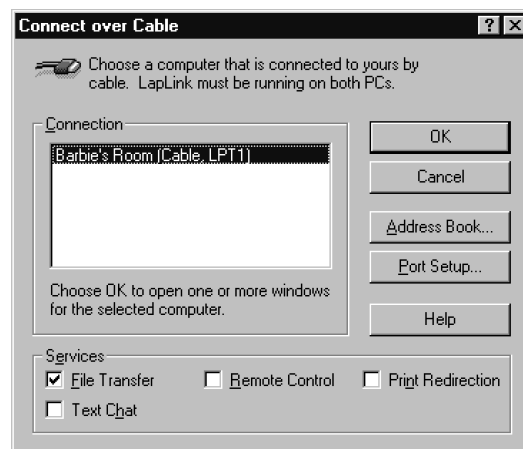 Connect over Cable
Choose a computer that is connected to yours by
cable. LapLink must be running on both PCs.
Connection
Barbie's Room (Cable, LPT1)
Choose OK to open one or more windows
for the selected computer.
OK
Cancel
Address Book...
Port Setup...
Help
Services
File Transfer
Remote Control
Print Redirection
Text Chat